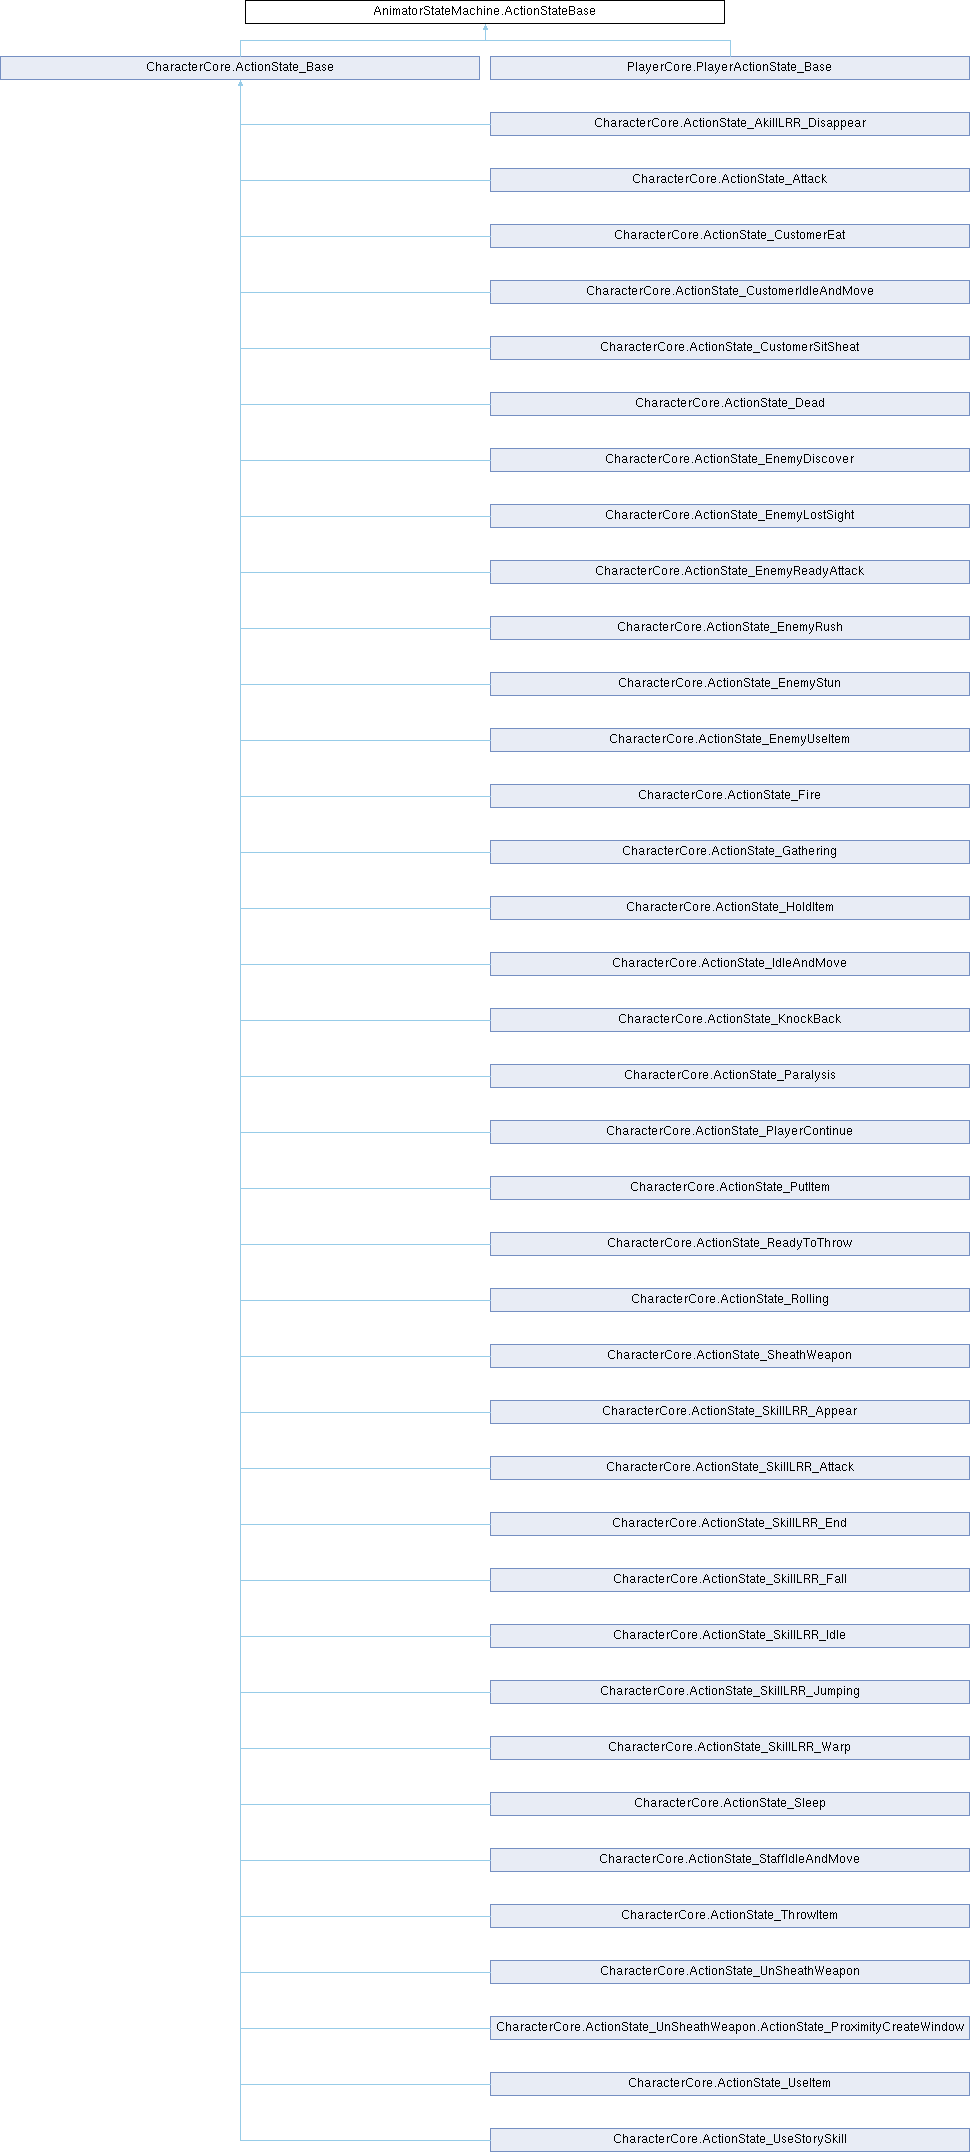 AnimatorStateMachine.ActionStateBase
CharacterCore.ActionState_Base
PlayerCore.PlayerActionState_Base
CharacterCore.ActionState_AkillLRR_Disappear
CharacterCore.ActionState_Attack
CharacterCore.ActionState_CustomerEat
CharacterCore.ActionState_CustomerIdleAndMove
CharacterCore.ActionState_CustomerSitSheat
CharacterCore.ActionState_Dead
CharacterCore.ActionState_EnemyDiscover
CharacterCore.ActionState_EnemyLostSight
CharacterCore.ActionState_EnemyReadyAttack
CharacterCore.ActionState_EnemyRush
CharacterCore.ActionState_EnemyStun
CharacterCore.ActionState_EnemyUseItem
CharacterCore.ActionState_Fire
CharacterCore.ActionState_Gathering
CharacterCore.ActionState_HoldItem
CharacterCore.ActionState_IdleAndMove
CharacterCore.ActionState_KnockBack
CharacterCore.ActionState_Paralysis
CharacterCore.ActionState_PlayerContinue
CharacterCore.ActionState_PutItem
CharacterCore.ActionState_ReadyToThrow
CharacterCore.ActionState_Rolling
CharacterCore.ActionState_SheathWeapon
CharacterCore.ActionState_SkillLRR_Appear
CharacterCore.ActionState_SkillLRR_Attack
CharacterCore.ActionState_SkillLRR_End
CharacterCore.ActionState_SkillLRR_Fall
CharacterCore.ActionState_SkillLRR_Idle
CharacterCore.ActionState_SkillLRR_Jumping
CharacterCore.ActionState_SkillLRR_Warp
CharacterCore.ActionState_Sleep
CharacterCore.ActionState_StaffIdleAndMove
CharacterCore.ActionState_ThrowItem
CharacterCore.ActionState_UnSheathWeapon
CharacterCore.ActionState_UnSheathWeapon.ActionState_ProximityCreateWindow
CharacterCore.ActionState_UseItem
CharacterCore.ActionState_UseStorySkill